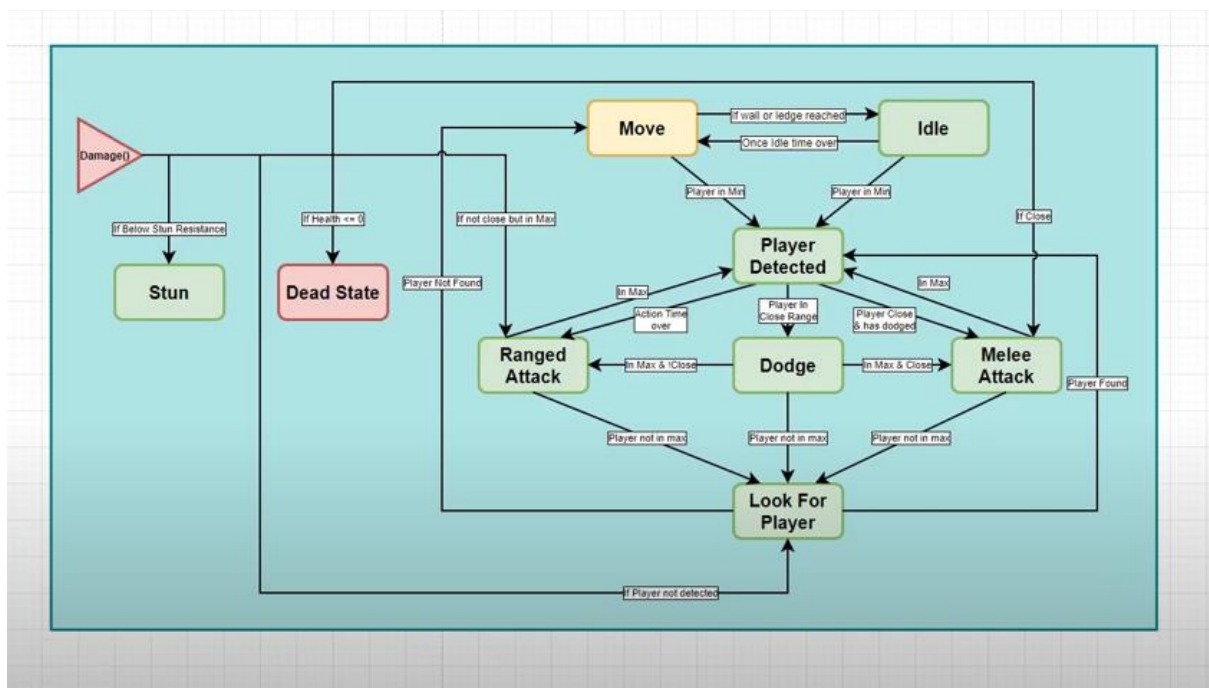 Move
If wall or ledge reached
Idle
Once Idle time over
Damage()
Player in Min
Player in Min
If Below Stun Resistance
If Health <= 0
If not close but in Max
If Close
Player
Detected
Stun
Dead State
Player Not Found
In Max
In Max
Action Time
over
Player In
Close Range
Player Close
& has dodged
Ranged
Attack
In Max & !Close
Dodge
In Max & Close
Melee
Attack
Player Found
Player not in max
Player not in max
Player not in max
Look For
Player
If Player not detected